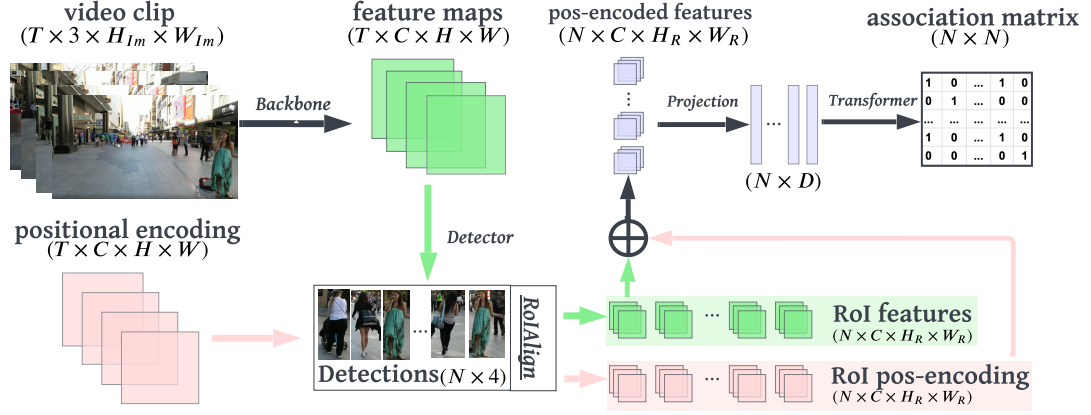 video clip
(T × 3 × H_Im × W_Im)
feature maps
(T × C × H × W)
pos-encoded features
(N × C × H_R × W_R)
association matrix
(N × N)
Backbone
Projection
Transformer
1 0 ... 1 0
0 1 ... 0 0
... ... ... ... ...
1 0 ... 1 0
0 0 ... 0 1
...
(N × D)
positional encoding
(T × C × H × W)
Detector
...
RoIAlign
Detections(N × 4)
...
RoI features
(N × C × H_R × W_R)
...
RoI pos-encoding
(N × C × H_R × W_R)